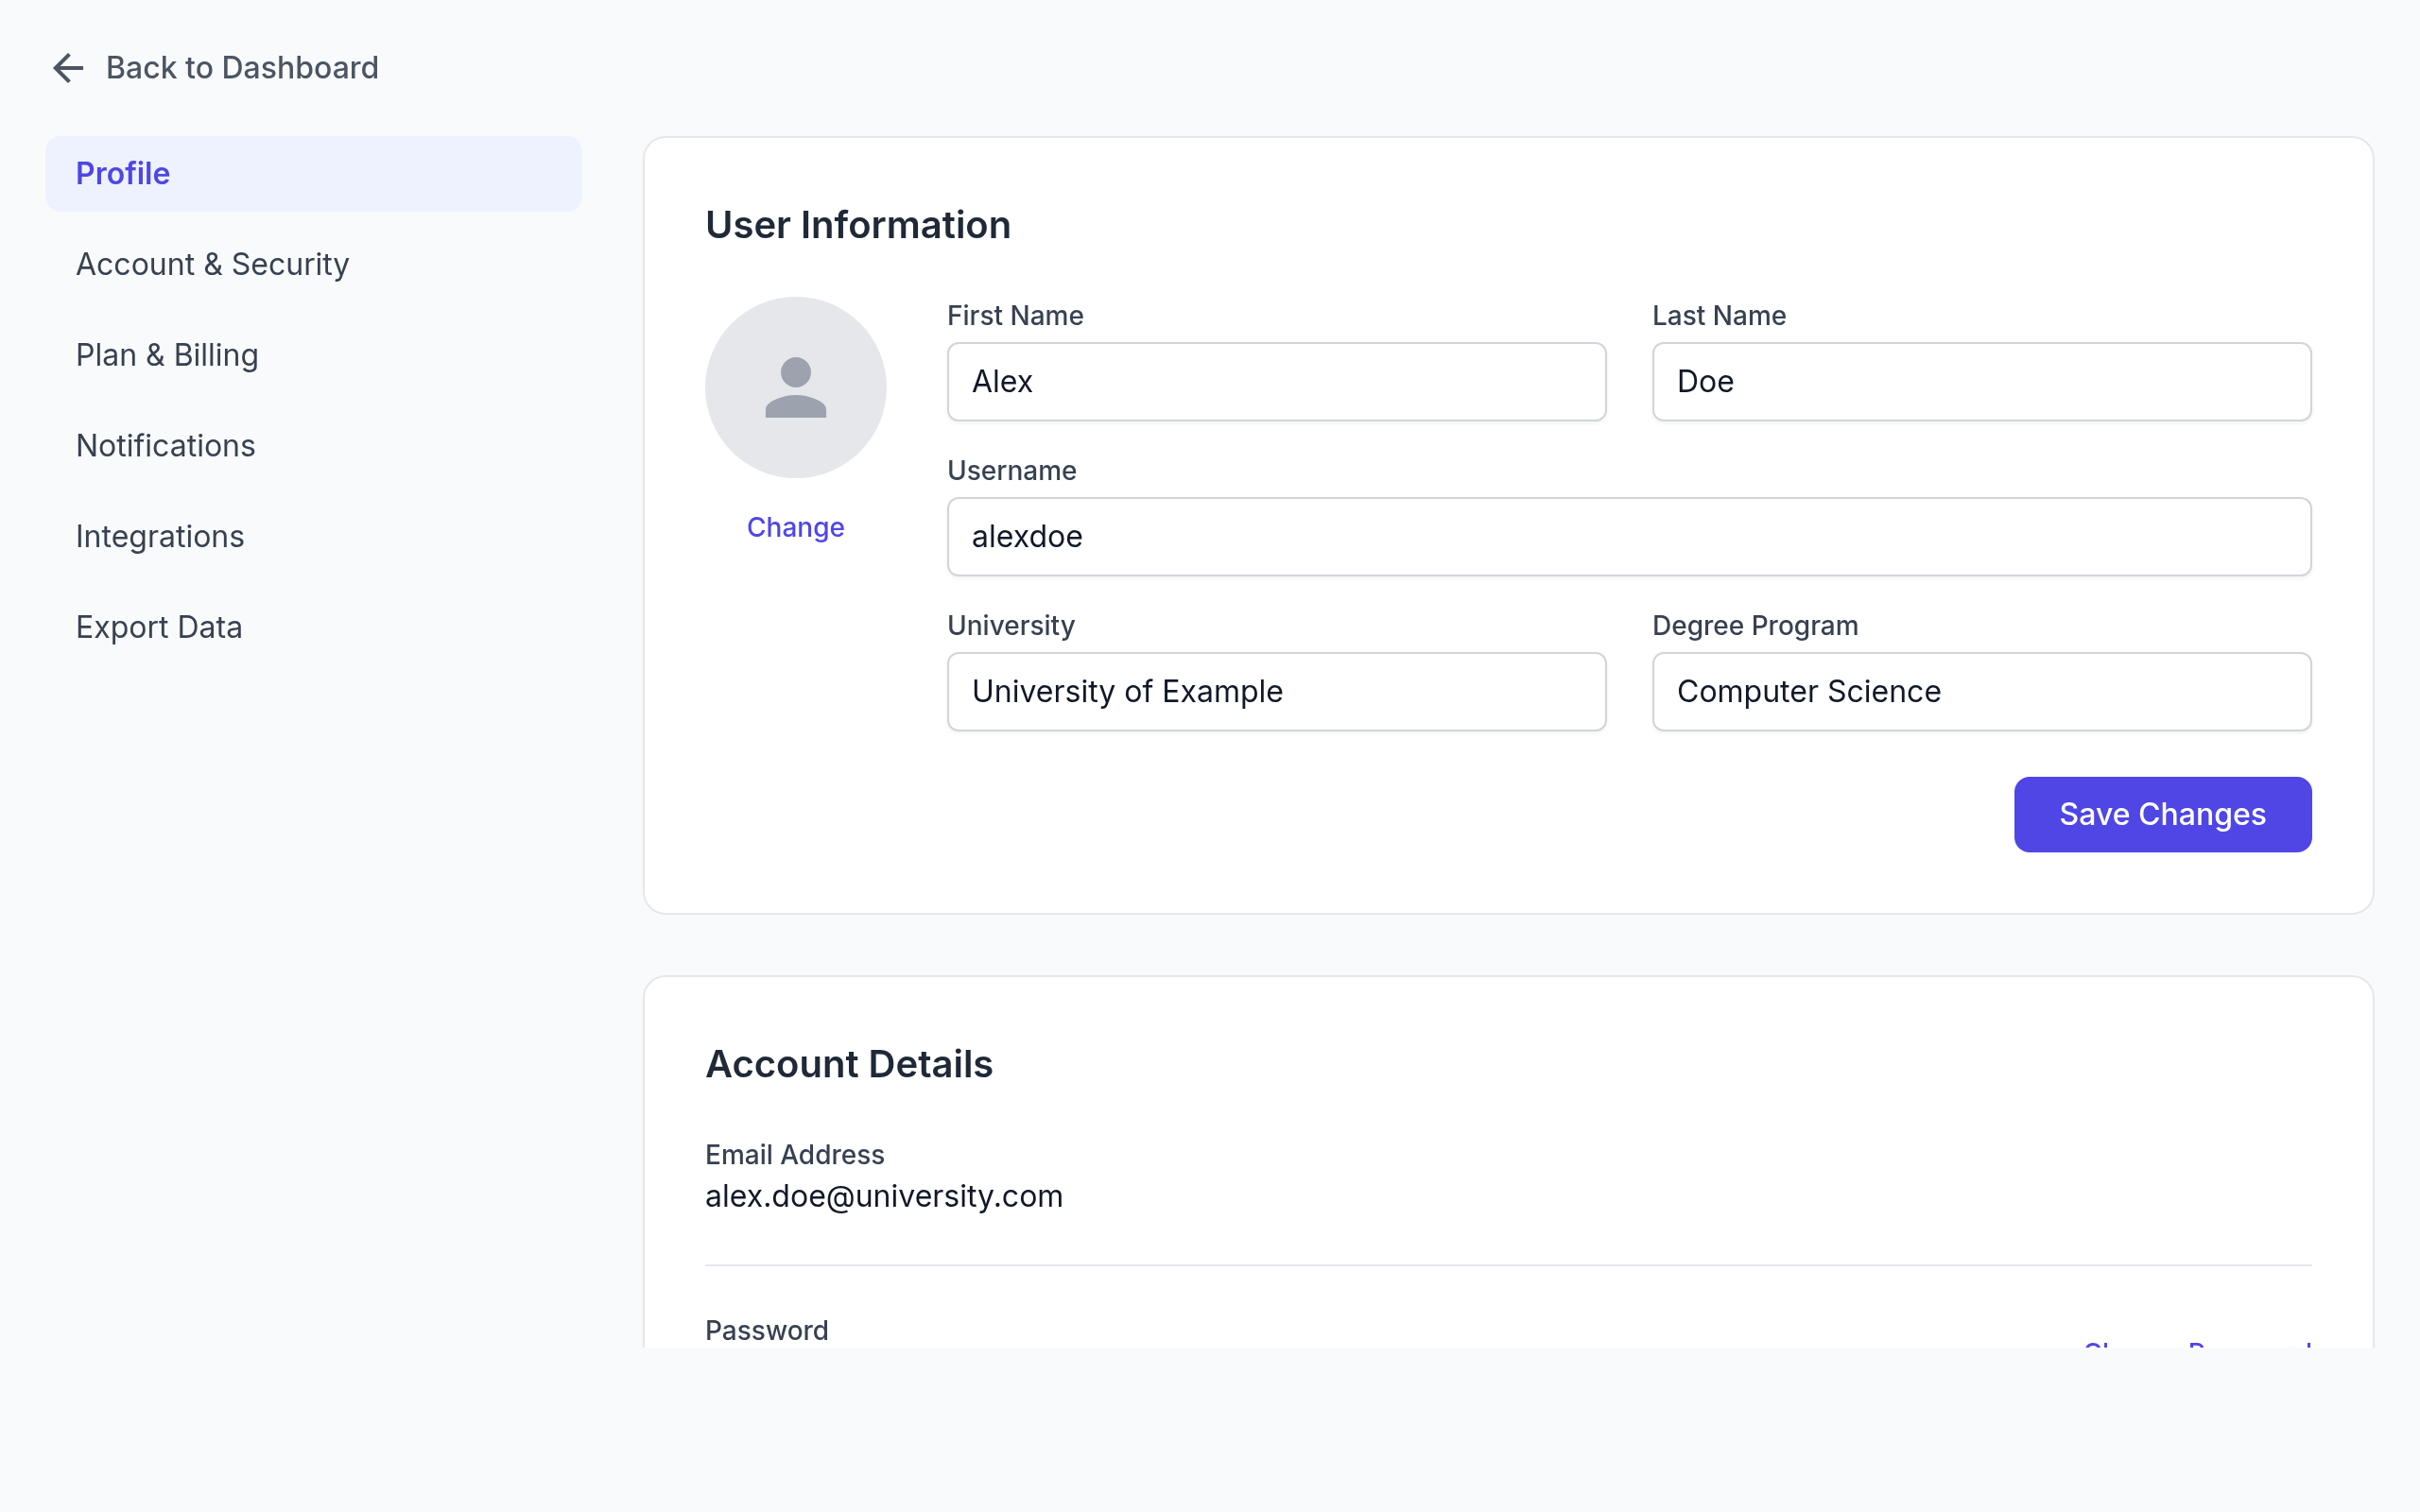 Back to Dashboard
Profile
Account & Security
Plan & Billing
Notifications
Integrations
Export Data
User Information
Change
First Name
Alex
Last Name
Doe
Username
alexdoe
University
University of Example
Degree Program
Computer Science
Save Changes
Account Details
Email Address
alex.doe@university.com
Password